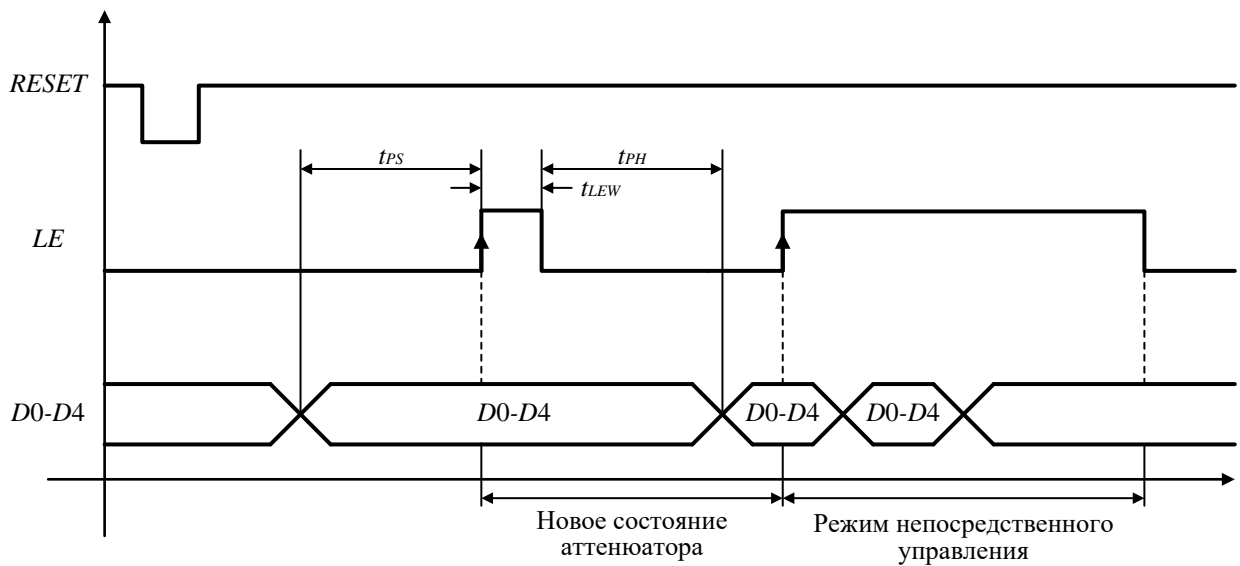 RESET
tPS
tPH
tLEW
LE
D0-D4
D0-D4
D0-D4
D0-D4
Новое состояние
аттенюатора
Режим непосредственного
управления